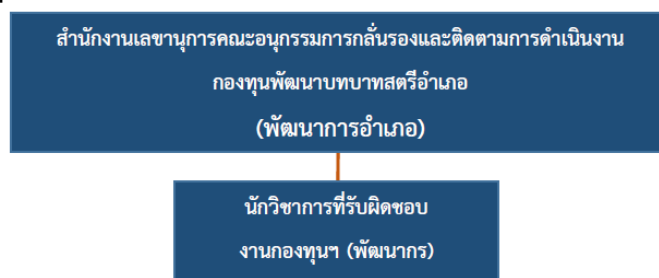 สำนักงานเลขานุการคณะอนุกรรมการกลั่นรองและติดตามการดำเนินงาน
กองทุนพัฒนาบทบาทสตรีอำเภอ
(พัฒนาการอำเภอ)
นักวิชาการที่รับผิดชอบ
งานกองทุนฯ (พัฒนากร)